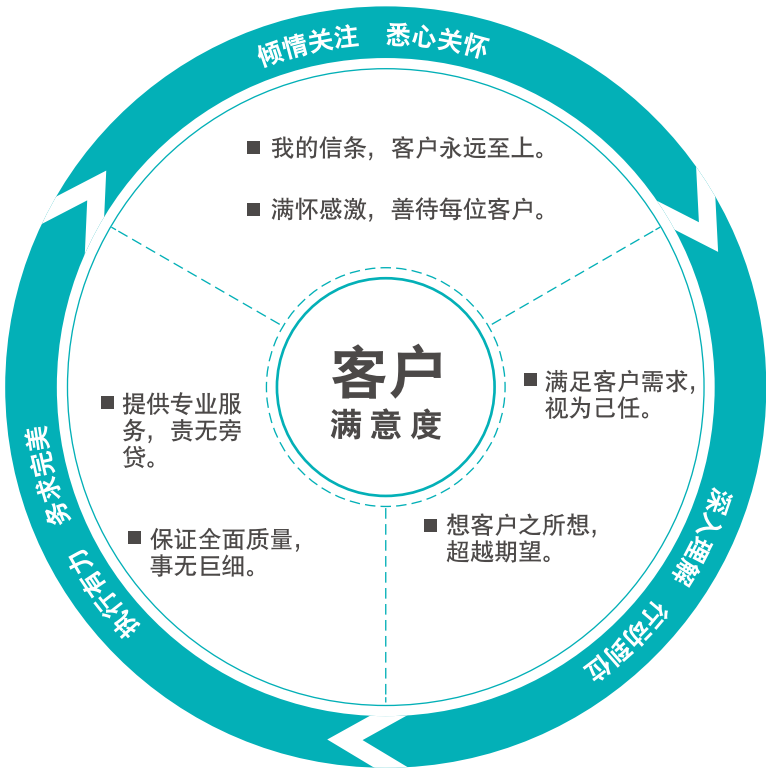 倾情关注 悉心关怀
■ 我的信条，客户永远至上。
■ 满怀感激，善待每位客户。
客户
满意度
■ 满足客户需求，
视为己任。
■ 想客户之所想，
超越期望。
深入理解 行动到位
■ 提供专业服
务，责无旁
贷。
■ 保证全面质量，
事无巨细。
执行有力 务求完美